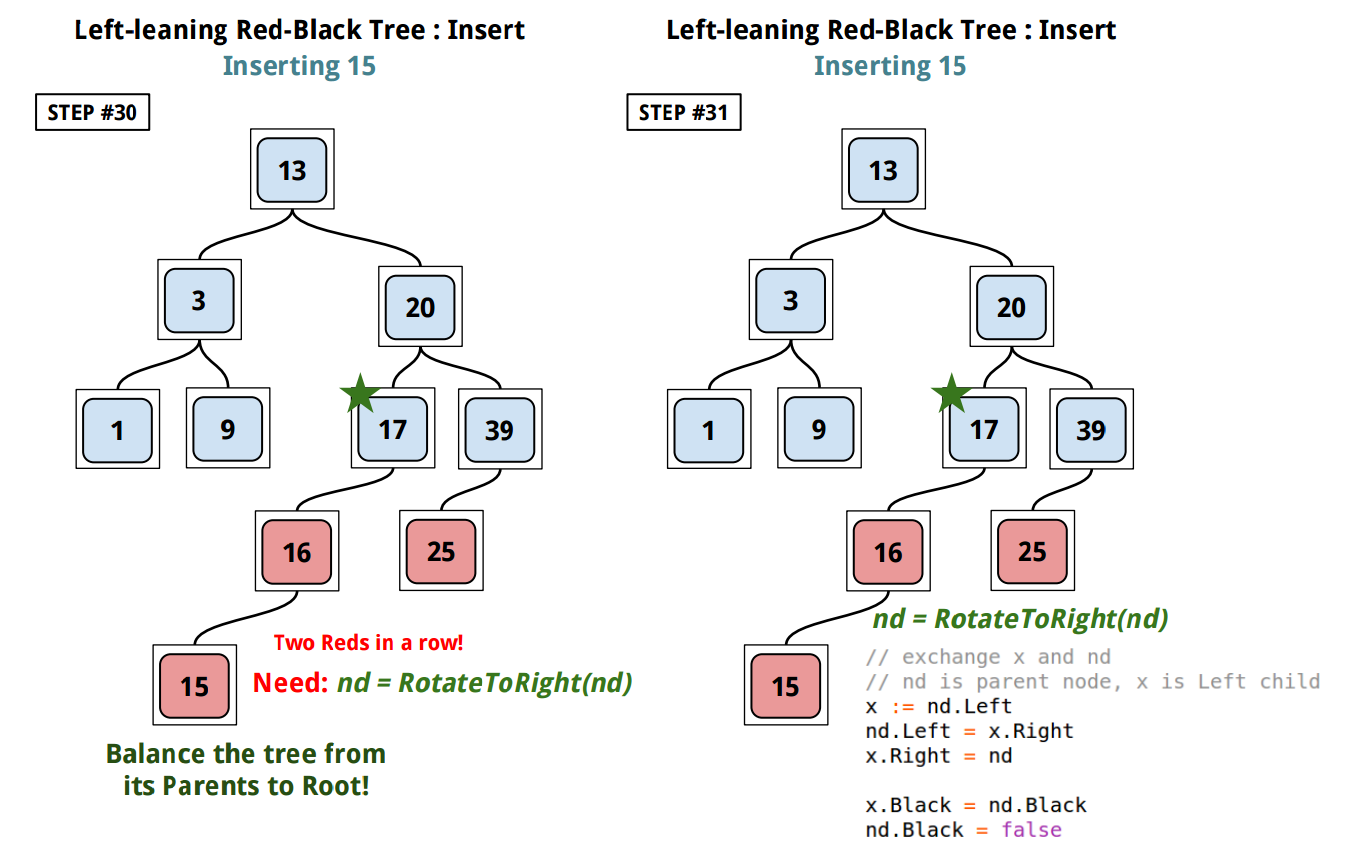 Left-leaning Red-Black Tree : Insert
Inserting 15
STEP #30
13
3
20
1
9
17
39
16
25
Two Reds in a row!
15
Need: nd = RotateToRight(nd)
Balance the tree from
its Parents to Root!
Left-leaning Red-Black Tree : Insert
Inserting 15
STEP #31
13
3
20
1
9
17
39
16
25
nd = RotateToRight(nd)
15
// exchange x and nd
// nd is parent node, x is Left child
x := nd.Left
nd.Left = x.Right
x.Right = nd
x.Black = nd.Black
nd.Black = false